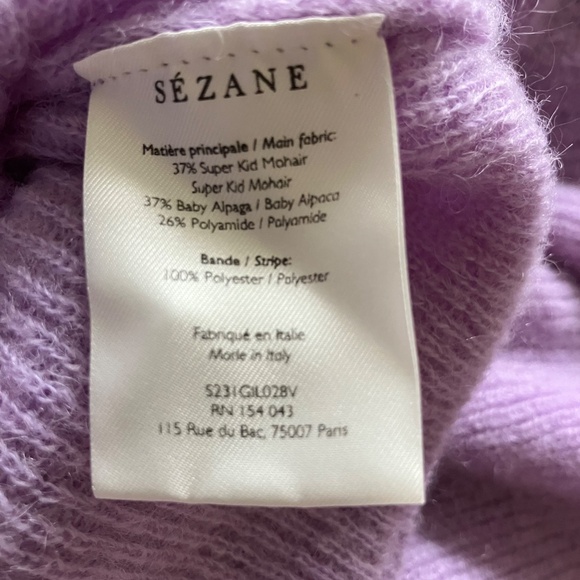 SÉZANE
Matière principale / Main fabric:
37% Super Kid Mohair
Super Kid Mohair
37% Baby Alpaga / Baby Alpaca
26% Polyamide / Polyamide
Bande / Stripe:
100% Polyester / Polyester
Fabriqué en Italie
Made in Italy
S231GIL028V
RN 154 043
115 Rue du Bac, 75007 Paris